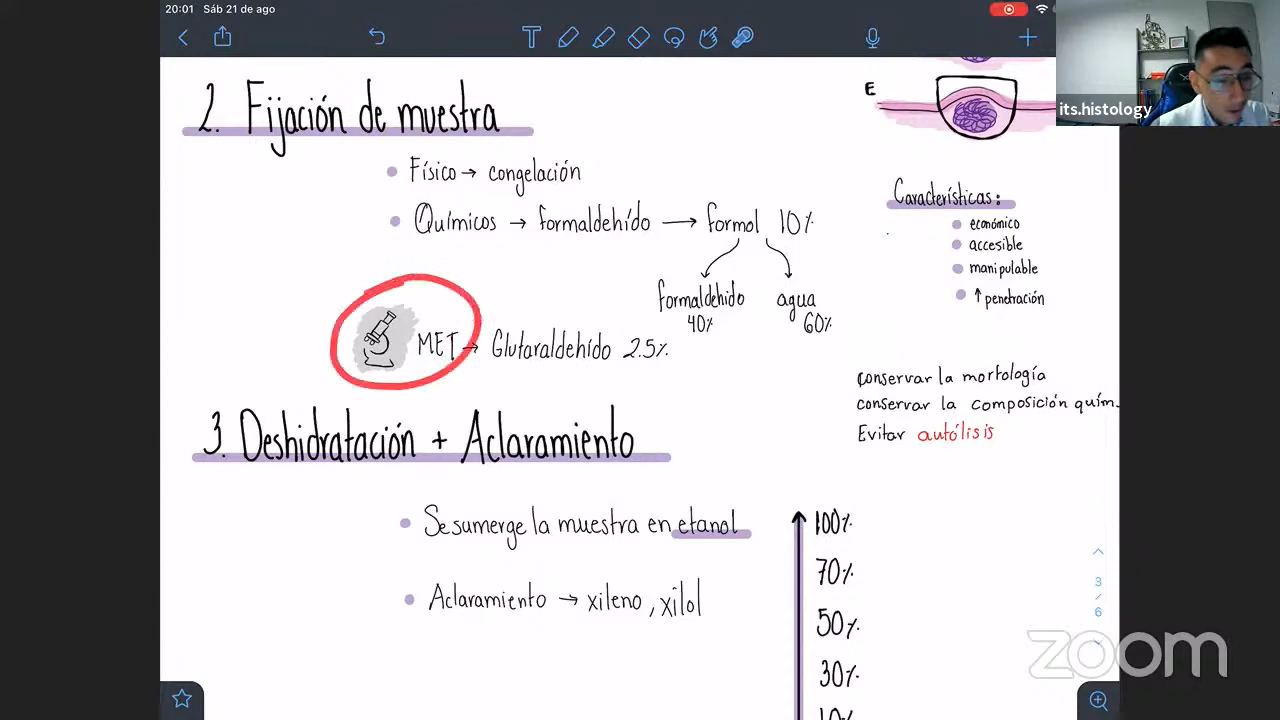 20:01 Sáb 21 de ago
its.histology
2. Fijación de muestra
Físico → congelación
Químicos → formaldehído → formol 10%
formaldehido 40%
agua 60%
MET → Glutaraldehído 2.5%
E
Características:
económico
accesible
manipulable
↑ penetración
conservar la morfología
conservar la composición quím.
Evitar autólisis
3. Deshidratación + Aclaramiento
Se sumerge la muestra en etanol
Aclaramiento → xileno, xilol
100%
70%
50%
30%
10%
3
/
6
zoom